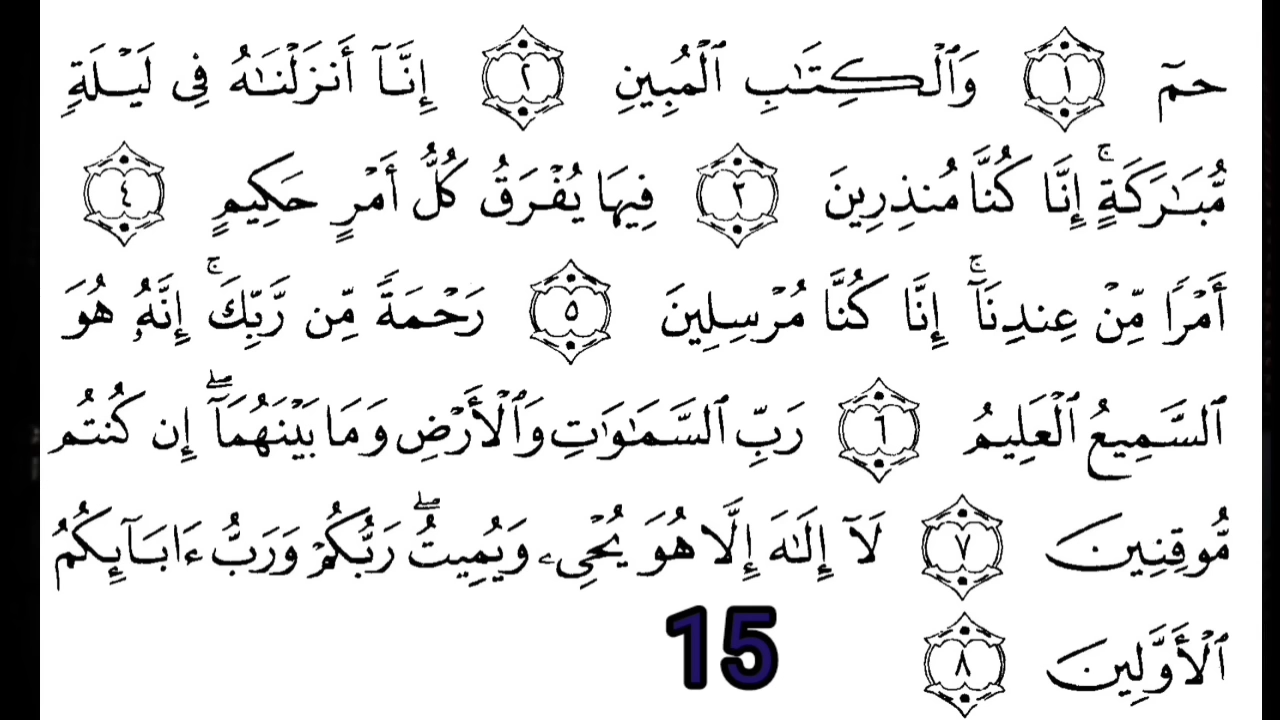 حمٓ ١ وَٱلْكِتَٰبِ ٱلْمُبِينِ ٢ إِنَّآ أَنزَلْنَٰهُ فِى لَيْلَةٍ
مُّبَٰرَكَةٍ ۚ إِنَّا كُنَّا مُنذِرِينَ ٣ فِيهَا يُفْرَقُ كُلُّ أَمْرٍ حَكِيمٍ ٤
أَمْرًا مِّنْ عِندِنَآ ۚ إِنَّا كُنَّا مُرْسِلِينَ ٥ رَحْمَةً مِّن رَّبِّكَ ۚ إِنَّهُۥ هُوَ
ٱلسَّمِيعُ ٱلْعَلِيمُ ٦ رَبِّ ٱلسَّمَٰوَٰتِ وَٱلْأَرْضِ وَمَا بَيْنَهُمَآ ۖ إِن كُنتُم
مُّوقِنِينَ ٧ لَآ إِلَٰهَ إِلَّا هُوَ يُحْىِۦ وَيُمِيتُ ۖ رَبُّكُمْ وَرَبُّ ءَابَآئِكُمُ
ٱلْأَوَّلِينَ ٨
15